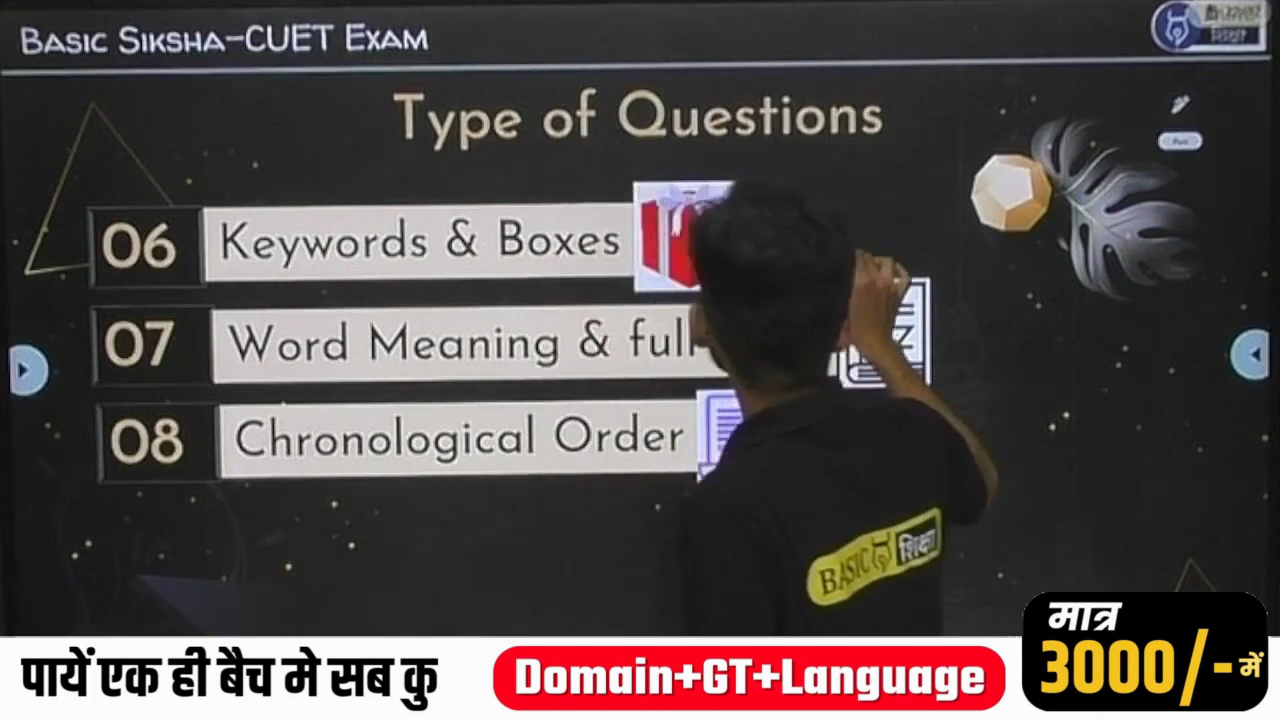 BASIC SIKSHA-CUET EXAM
Type of Questions
06 Keywords & Boxes
07 Word Meaning & full
08 Chronological Order
BASIC शिक्षा
पायें एक ही बैच मे सब कु
Domain+GT+Language
मात्र
3000/- में